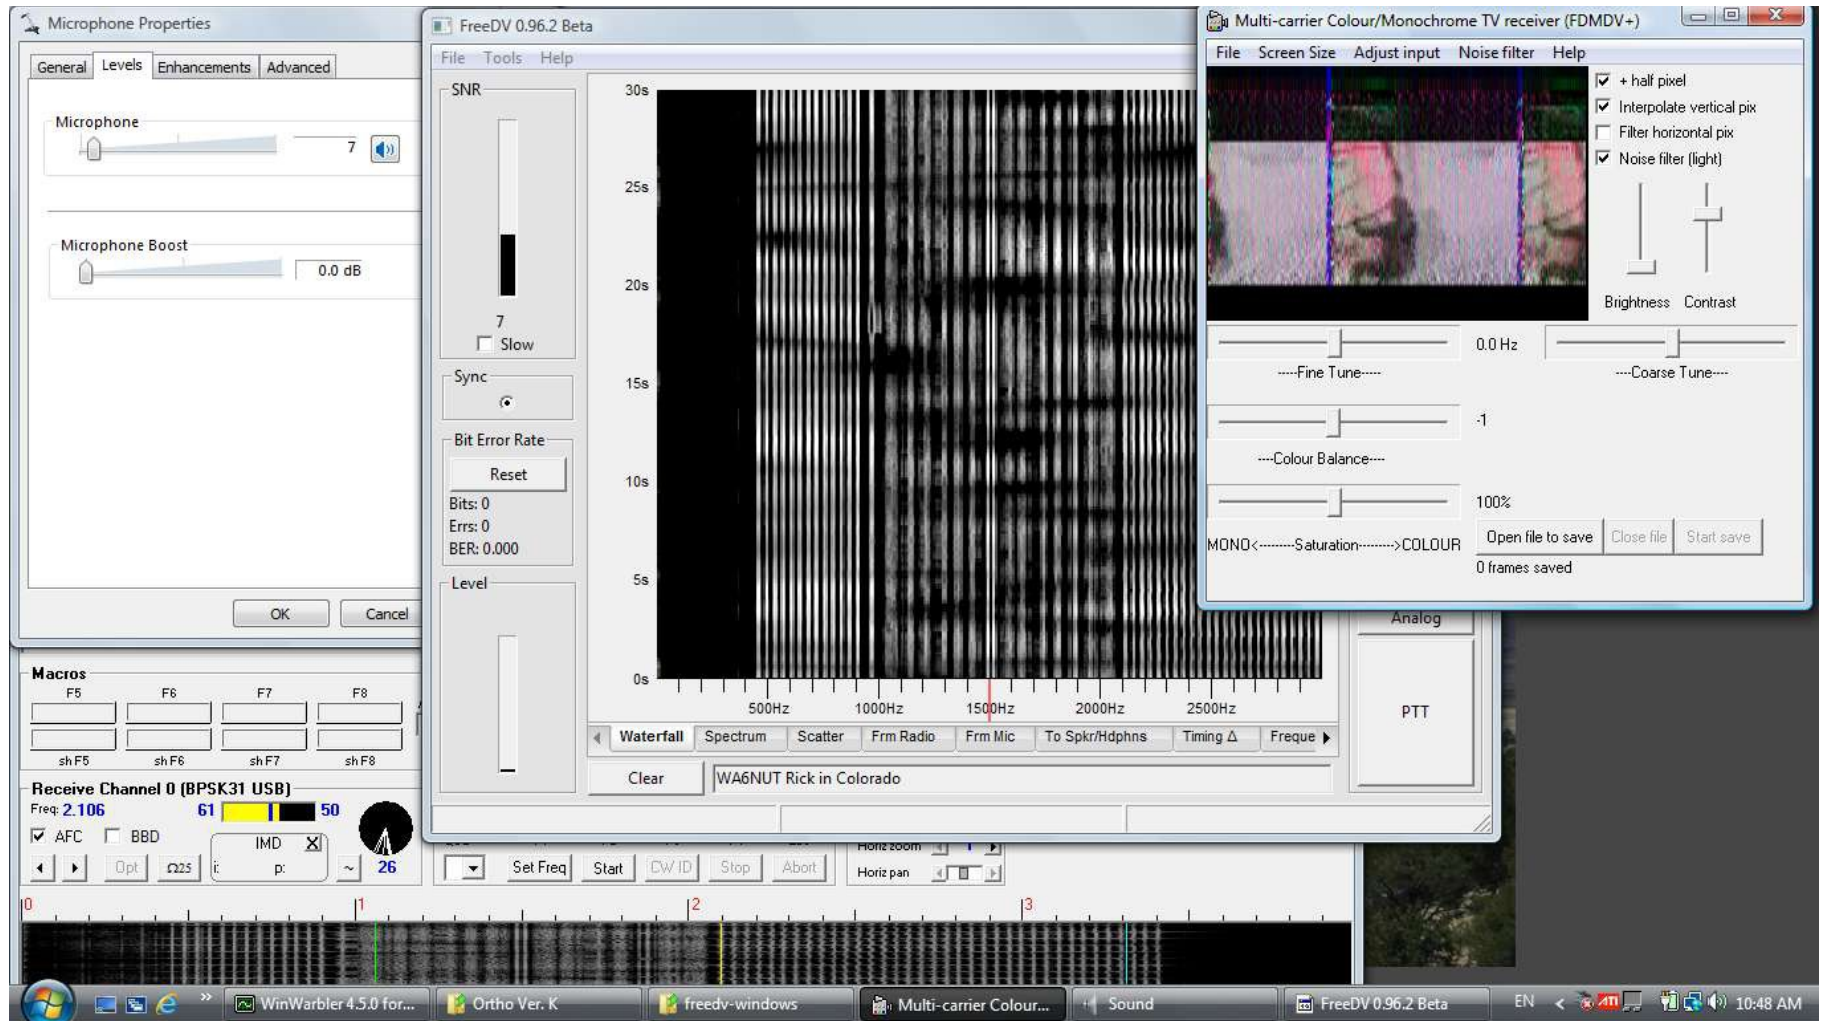 Microphone Properties
General Levels Enhancements Advanced
Microphone
7
Microphone Boost
0.0 dB
OK Cancel
FreeDV 0.96.2 Beta
File Tools Help
SNR
7
Slow
Sync
Bit Error Rate
Reset
Bits: 0
Errs: 0
BER: 0.000
Level
30s
25s
20s
15s
10s
5s
0s
500Hz 1000Hz 1500Hz 2000Hz 2500Hz
Waterfall Spectrum Scatter Frm Radio Frm Mic To Spkr/Hdphns Timing Δ Freque
Clear WA6NUT Rick in Colorado
Analog
PTT
Multi-carrier Colour/Monochrome TV receiver (FDMDV+)
File Screen Size Adjust input Noise filter Help
+ half pixel
Interpolate vertical pix
Filter horizontal pix
Noise filter (light)
Brightness Contrast
0.0 Hz
-----Fine Tune----- ----Coarse Tune----
-1
----Colour Balance----
100%
MONO<--------Saturation-------->COLOUR
Open file to save Close file Start save
0 frames saved
Macros
F5 F6 F7 F8
sh F5 sh F6 sh F7 sh F8
Receive Channel 0 (BPSK31 USB)
Freq: 2.106 61 50
AFC BBD IMD X
Opt Ω25 i: p: ~ 26
Set Freq Start CW ID Stop Abort
Horiz zoom 1
Horiz pan
0 1 2 3
WinWarbler 4.5.0 for... Ortho Ver. K freedv-windows Multi-carrier Colour... Sound FreeDV 0.96.2 Beta EN < ATI 10:48 AM